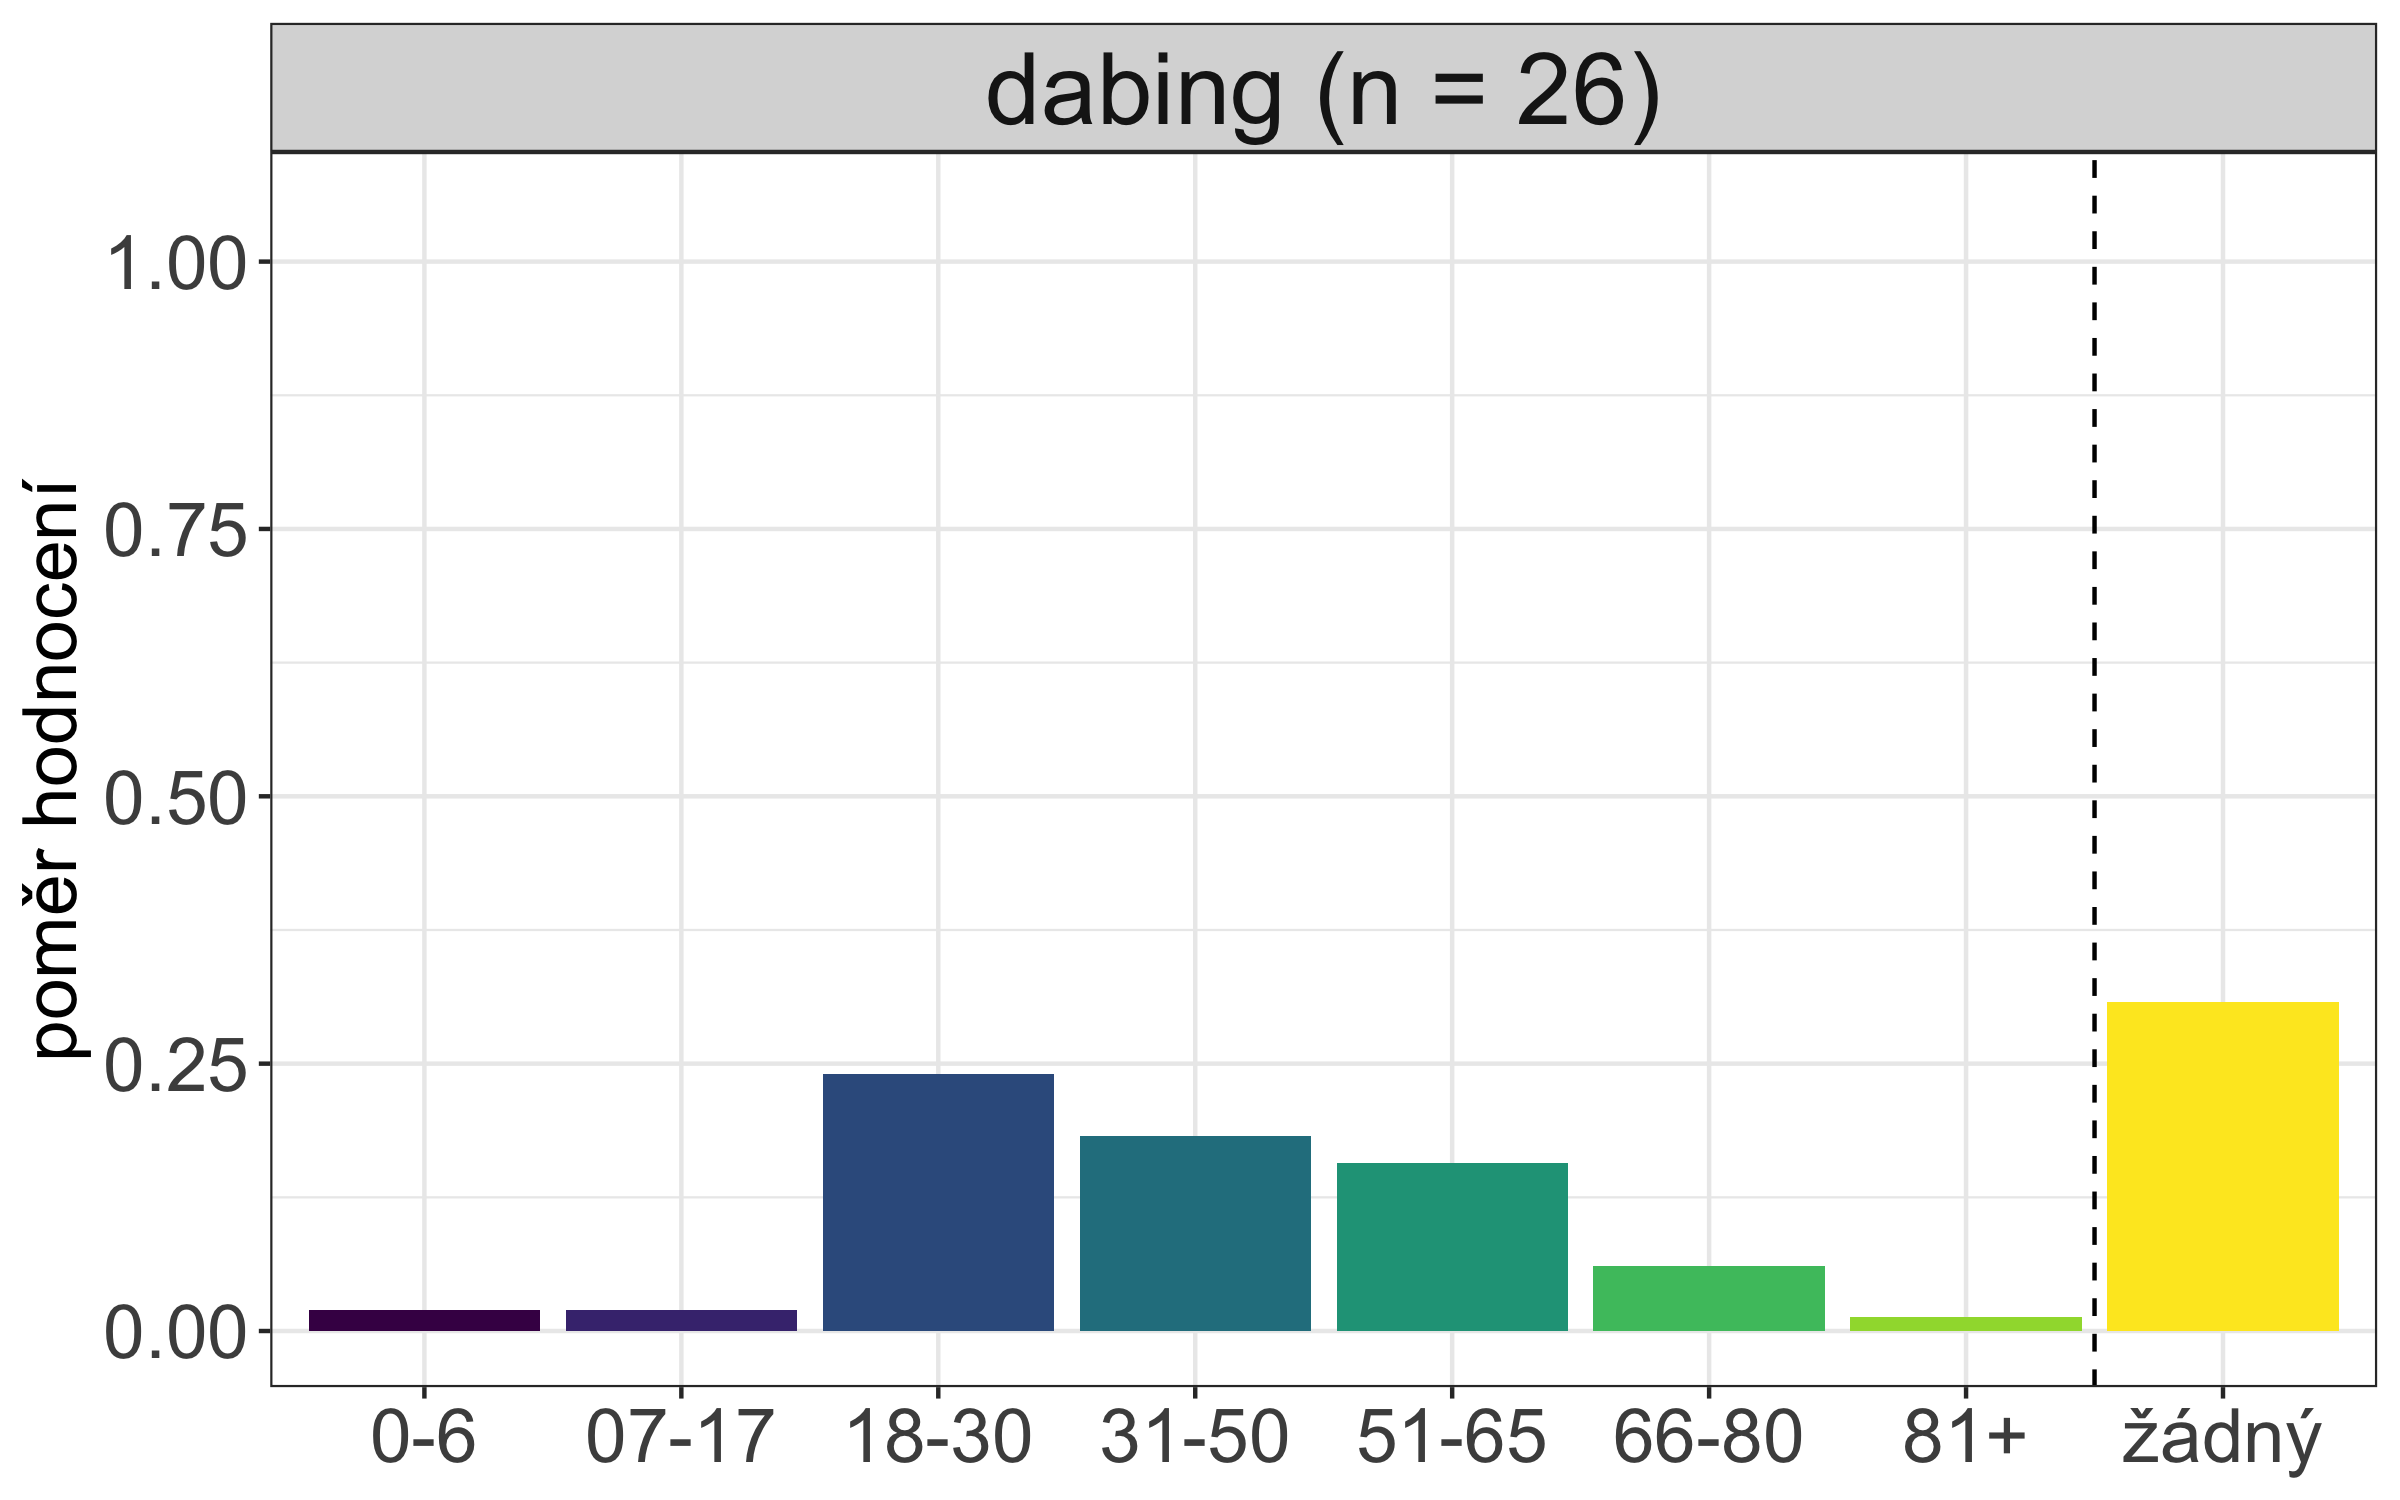 dabing (n = 26)
poměr hodnocení
1.00
0.75
0.50
0.25
0.00
0-6 07-17 18-30 31-50 51-65 66-80 81+ žádný